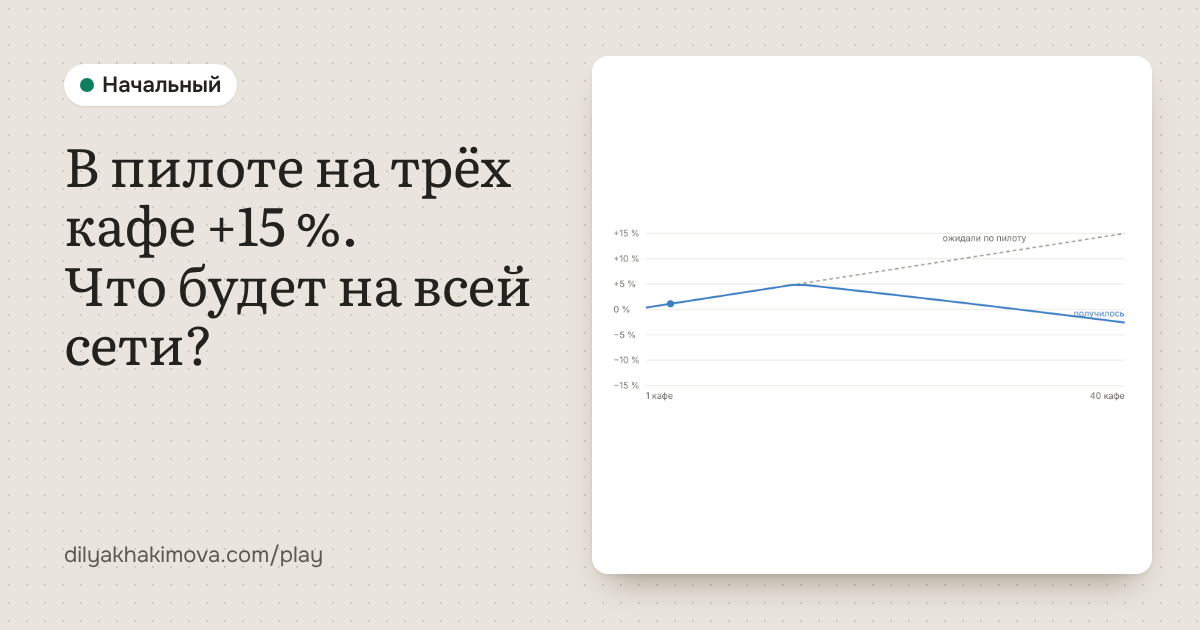 Начальный
В пилоте на трёх
кафе +15 %.
Что будет на всей
сети?
dilyakhakimova.com/play
+15 %
ожидали по пилоту
+10 %
+5 %
0 %
получилось
−5 %
−10 %
−15 %
1 кафе
40 кафе